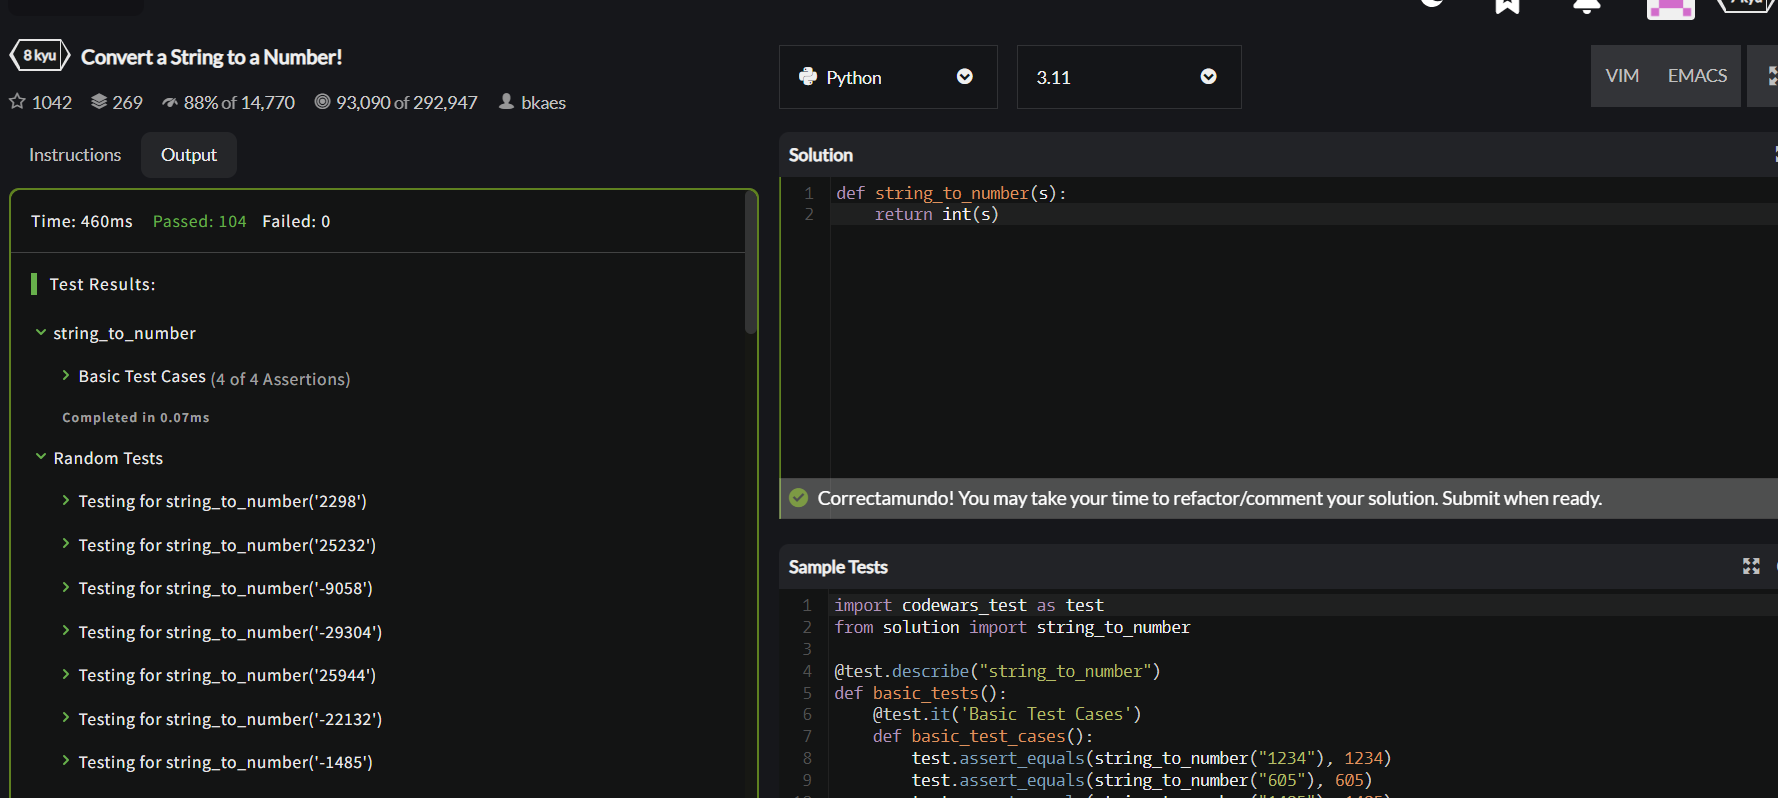 8 kyu Convert a String to a Number!
1042 269 88% of 14,770 93,090 of 292,947 bkaes
Instructions Output
Time: 460ms Passed: 104 Failed: 0
Test Results:
string_to_number
Basic Test Cases (4 of 4 Assertions)
Completed in 0.07ms
Random Tests
Testing for string_to_number('2298')
Testing for string_to_number('25232')
Testing for string_to_number('-9058')
Testing for string_to_number('-29304')
Testing for string_to_number('25944')
Testing for string_to_number('-22132')
Testing for string_to_number('-1485')
Python 3.11 VIM EMACS
Solution
1 def string_to_number(s):
2     return int(s)
Correctamundo! You may take your time to refactor/comment your solution. Submit when ready.
Sample Tests
1 import codewars_test as test
2 from solution import string_to_number
3
4 @test.describe("string_to_number")
5 def basic_tests():
6     @test.it('Basic Test Cases')
7     def basic_test_cases():
8         test.assert_equals(string_to_number("1234"), 1234)
9         test.assert_equals(string_to_number("605"), 605)